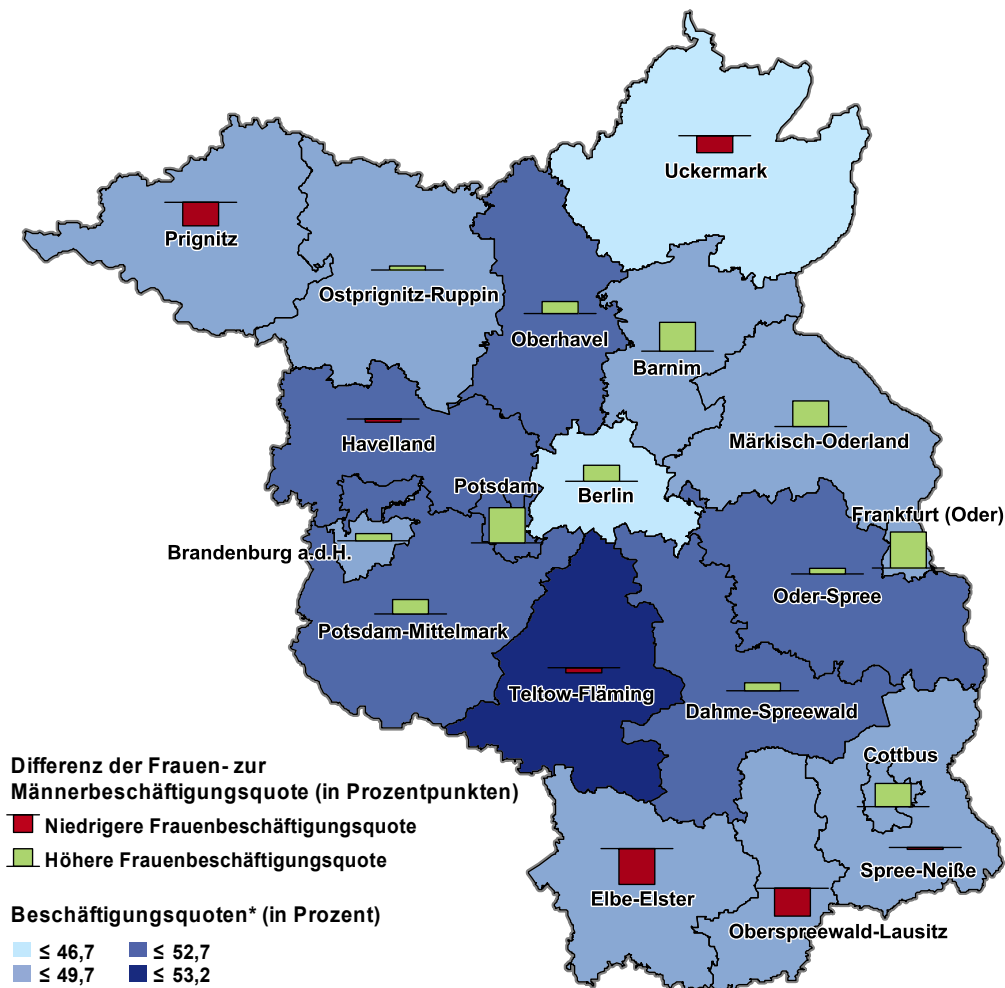 Uckermark
Prignitz
Ostprignitz-Ruppin
Oberhavel
Barnim
Havelland
Märkisch-Oderland
Potsdam
Berlin
Frankfurt (Oder)
Brandenburg a.d.H.
Oder-Spree
Potsdam-Mittelmark
Teltow-Fläming
Dahme-Spreewald
Cottbus
Spree-Neiße
Elbe-Elster
Oberspreewald-Lausitz
Differenz der Frauen- zur
Männerbeschäftigungsquote (in Prozentpunkten)
Niedrigere Frauenbeschäftigungsquote
Höhere Frauenbeschäftigungsquote
Beschäftigungsquoten* (in Prozent)
≤ 46,7 ≤ 52,7
≤ 49,7 ≤ 53,2